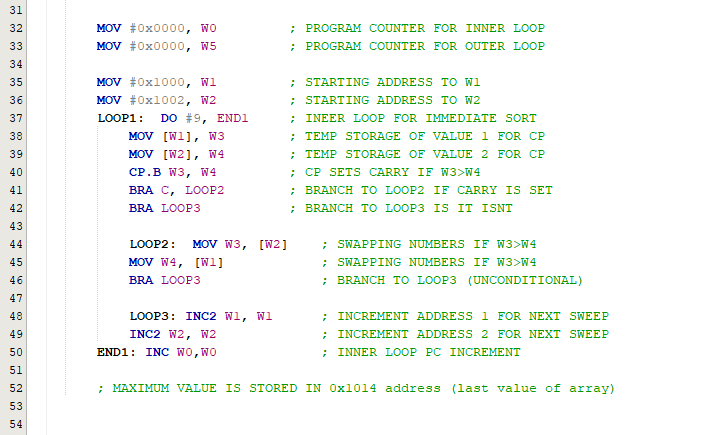 31
32 MOV #0x0000, W0 ; PROGRAM COUNTER FOR INNER LOOP
33 MOV #0x0000, W5 ; PROGRAM COUNTER FOR OUTER LOOP
34
35 MOV #0x1000, W1 ; STARTING ADDRESS TO W1
36 MOV #0x1002, W2 ; STARTING ADDRESS TO W2
37 LOOP1: DO #9, END1 ; INEER LOOP FOR IMMEDIATE SORT
38 MOV [W1], W3 ; TEMP STORAGE OF VALUE 1 FOR CP
39 MOV [W2], W4 ; TEMP STORAGE OF VALUE 2 FOR CP
40 CP.B W3, W4 ; CP SETS CARRY IF W3>W4
41 BRA C, LOOP2 ; BRANCH TO LOOP2 IF CARRY IS SET
42 BRA LOOP3 ; BRANCH TO LOOP3 IS IT ISNT
43
44 LOOP2: MOV W3, [W2] ; SWAPPING NUMBERS IF W3>W4
45 MOV W4, [W1] ; SWAPPING NUMBERS IF W3>W4
46 BRA LOOP3 ; BRANCH TO LOOP3 (UNCONDITIONAL)
47
48 LOOP3: INC2 W1, W1 ; INCREMENT ADDRESS 1 FOR NEXT SWEEP
49 INC2 W2, W2 ; INCREMENT ADDRESS 2 FOR NEXT SWEEP
50 END1: INC W0,W0 ; INNER LOOP PC INCREMENT
51
52 ; MAXIMUM VALUE IS STORED IN 0x1014 address (last value of array)
53
54